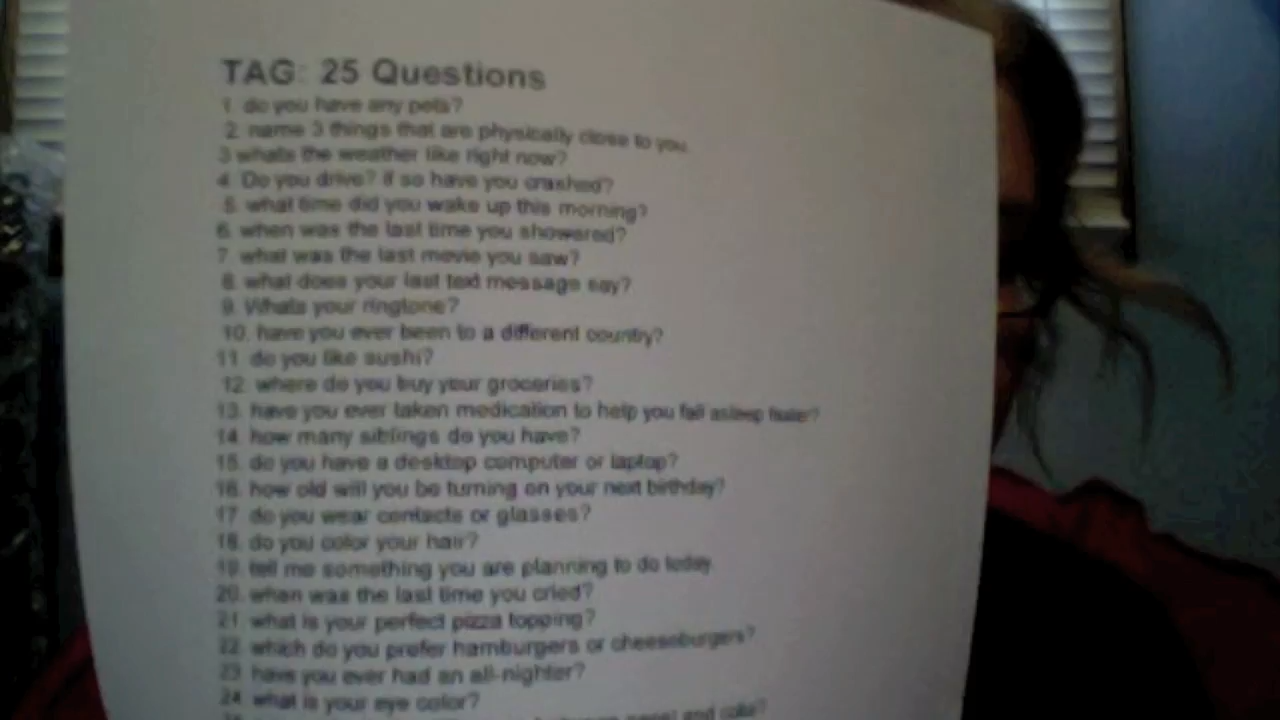 TAG: 25 Questions
1. do you have any pets?
2. name 3 things that are physically close to you.
3 whats the weather like right now?
4. Do you drive? if so have you crashed?
5. what time did you wake up this morning?
6. when was the last time you showered?
7. what was the last movie you saw?
8. what does your last text message say?
9. Whats your ringtone?
10. have you ever been to a different country?
11. do you like sushi?
12. where do you buy your groceries?
13. have you ever taken medication to help you fall asleep faster?
14. how many siblings do you have?
15. do you have a desktop computer or laptop?
16. how old will you be turning on your next birthday?
17. do you wear contacts or glasses?
18. do you color your hair?
19. tell me something you are planning to do today.
20. when was the last time you cried?
21. what is your perfect pizza topping?
22. which do you prefer hamburgers or cheeseburgers?
23. have you ever had an all-nighter?
24. what is your eye color?
pepsi and coke?